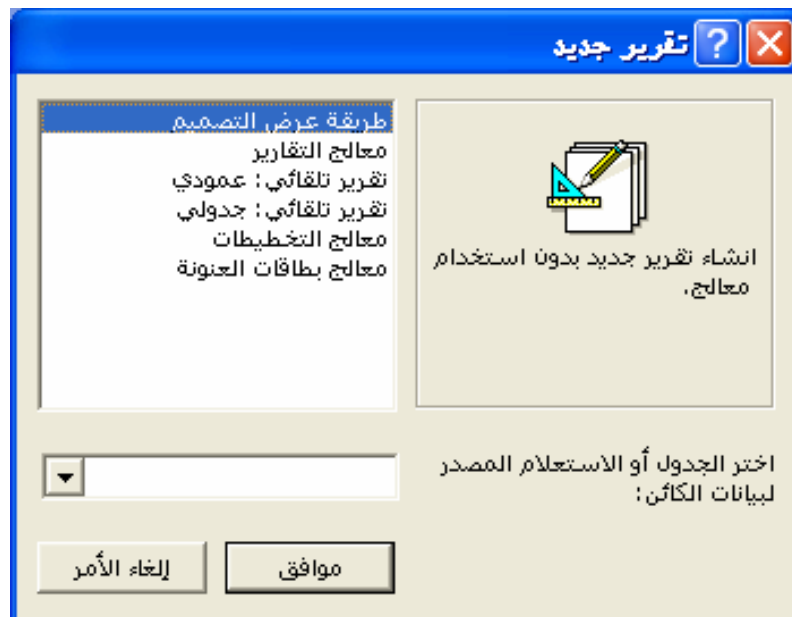 تقرير جديد
انشاء تقرير جديد بدون استخدام
معالج.
طريقة عرض التصميم
معالج التقارير
تقرير تلقائي: عمودي
تقرير تلقائي: جدولي
معالج التخطيطات
معالج بطاقات العنونة
اختر الجدول أو الاستعلام المصدر
لبيانات الكائن:
موافق
إلغاء الأمر